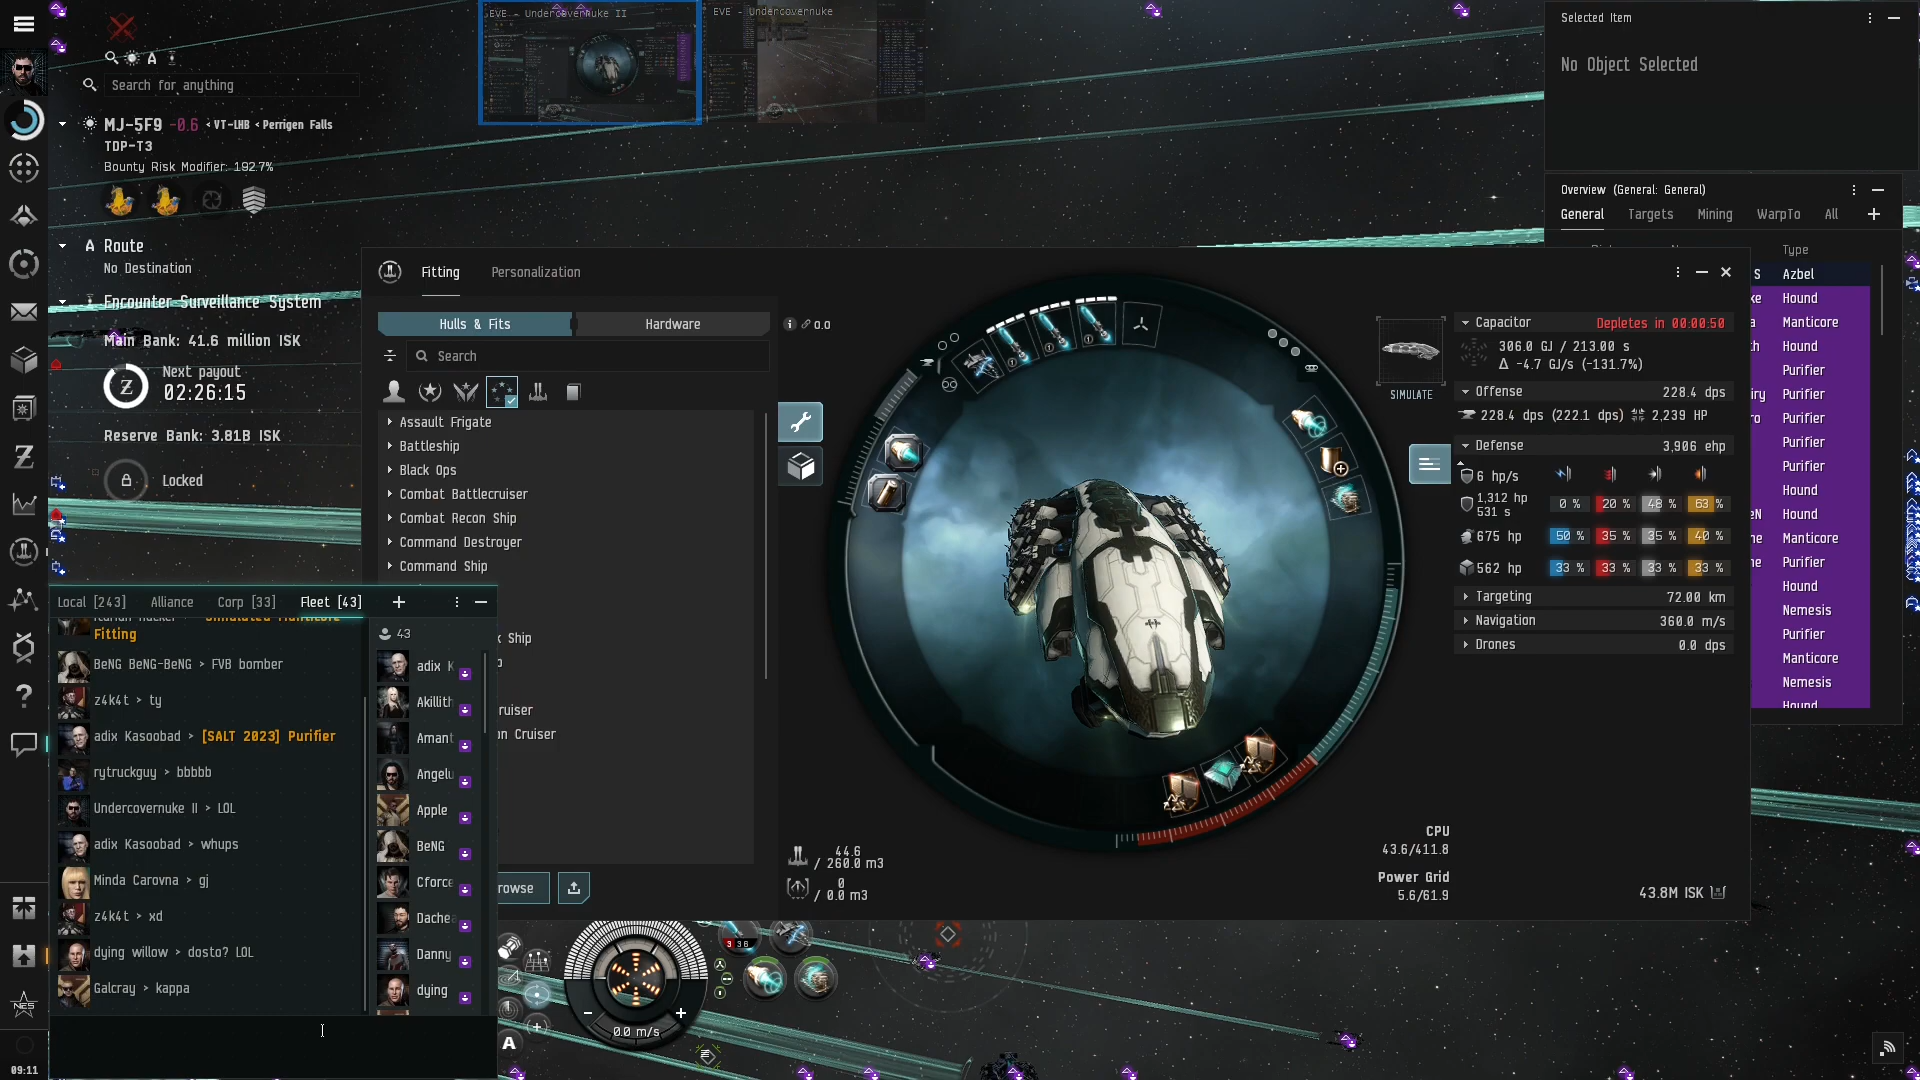 EVE - Undercovernuke II
EVE - Undercovernuke
Selected Item
No Object Selected
A
Search for anything
MJ-5F9 -0.6 < VT-LHB < Perrigen Falls
TDP-T3
Bounty Risk Modifier: 192.7%
A Route
No Destination
Encounter Surveillance System
Main Bank: 41.6 million ISK
Next payout
02:26:15
Reserve Bank: 3.81B ISK
Locked
Overview (General: General)
General Targets Mining WarpTo All +
Type
Azbel
Hound
Manticore
Hound
Purifier
Purifier
Purifier
Purifier
Purifier
Hound
Hound
Manticore
Purifier
Hound
Nemesis
Purifier
Manticore
Nemesis
Hound
Fitting Personalization
Hulls & Fits Hardware
Search
Assault Frigate
Battleship
Black Ops
Combat Battlecruiser
Combat Recon Ship
Command Destroyer
Command Ship
Ship
ruiser
n Cruiser
rowse
0.0
SIMULATE
Capacitor Depletes in 00:00:50
306.0 GJ / 213.00 s
Δ -4.7 GJ/s (-131.7%)
Offense 228.4 dps
228.4 dps (222.1 dps) 2,239 HP
Defense 3,906 ehp
6 hp/s
1,312 hp
531 s
0 % 20 % 48 % 63 %
675 hp 50 % 35 % 35 % 40 %
562 hp 33 % 33 % 33 % 33 %
Targeting 72.00 km
Navigation 360.0 m/s
Drones 0.0 dps
44.6
/ 260.0 m3
0
/ 0.0 m3
CPU
43.6/411.8
Power Grid
5.6/61.9
43.8M ISK
Local [243] Alliance Corp [33] Fleet [43] +
Fitting
BeNG BeNG-BeNG > FVB bomber
z4k4t > ty
adix Kasoobad > [SALT 2023] Purifier
rytruckguy > bbbbb
Undercovernuke II > LOL
adix Kasoobad > whups
Minda Carovna > gj
z4k4t > xd
dying willow > dosto? LOL
Galcray > kappa
43
adix K
Akillith
Amant
Angelu
Apple
BeNG
Cforce
Dachea
Danny
dying
3 36
0.0 m/s
A
NES
09:11